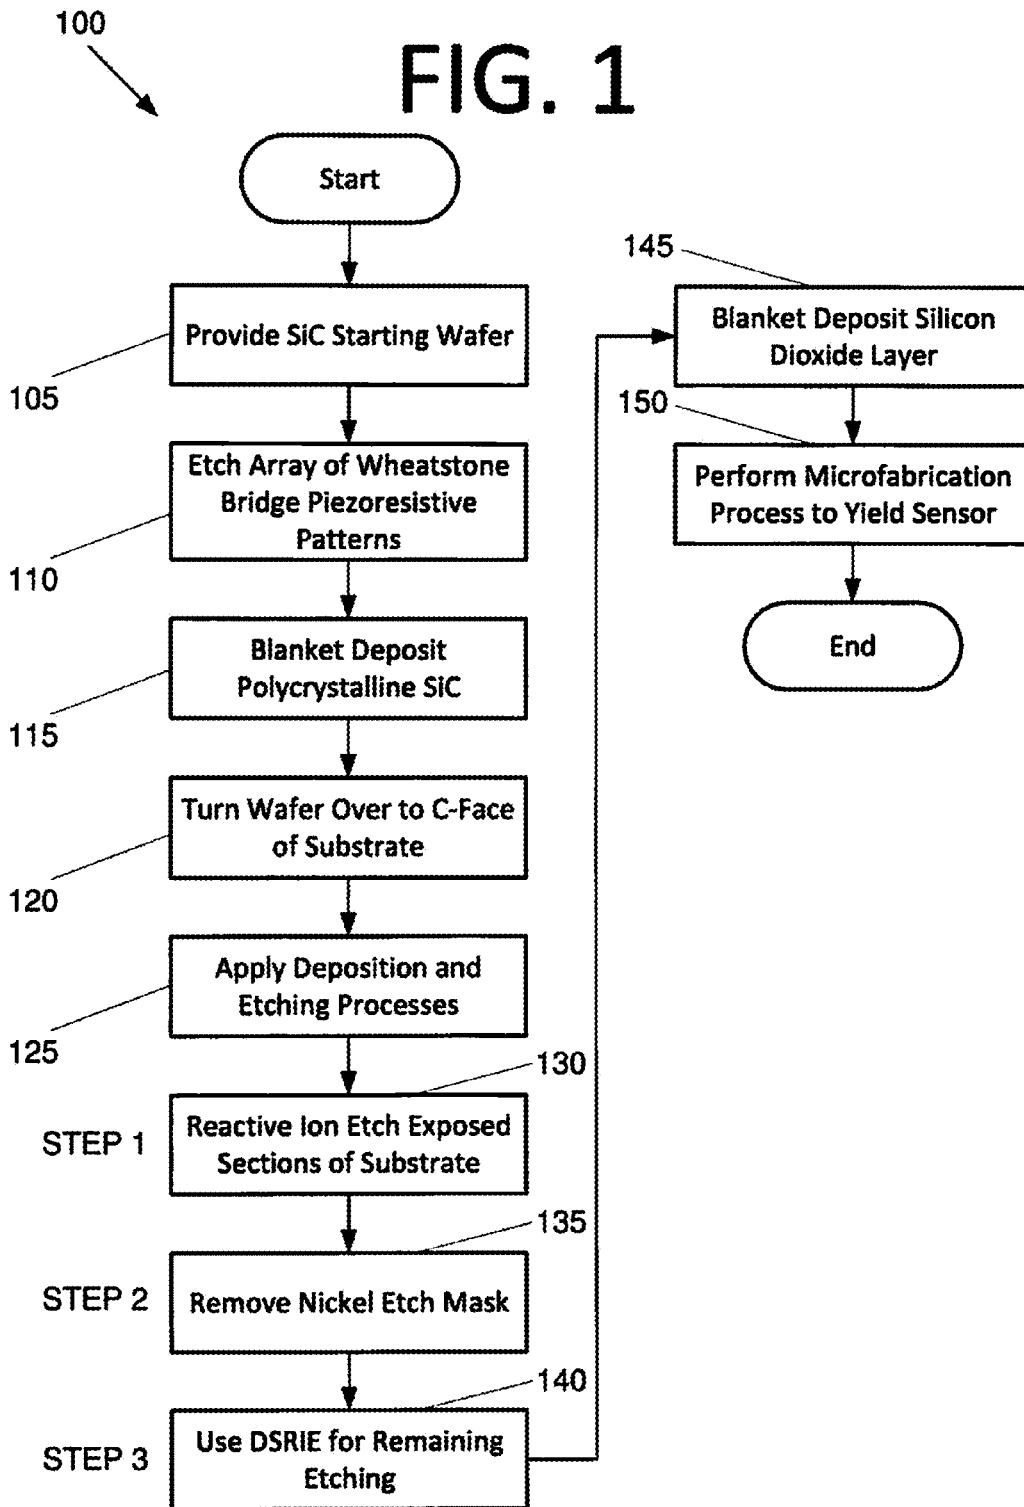 100
FIG. 1
Start
Provide SiC Starting Wafer
105
Etch Array of Wheatstone
Bridge Piezoresistive
Patterns
110
Blanket Deposit
Polycrystalline SiC
115
Turn Wafer Over to C-Face
of Substrate
120
Apply Deposition and
Etching Processes
125
130
STEP 1
Reactive Ion Etch Exposed
Sections of Substrate
135
STEP 2
Remove Nickel Etch Mask
140
STEP 3
Use DSRIE for Remaining
Etching
145
Blanket Deposit Silicon
Dioxide Layer
150
Perform Microfabrication
Process to Yield Sensor
End